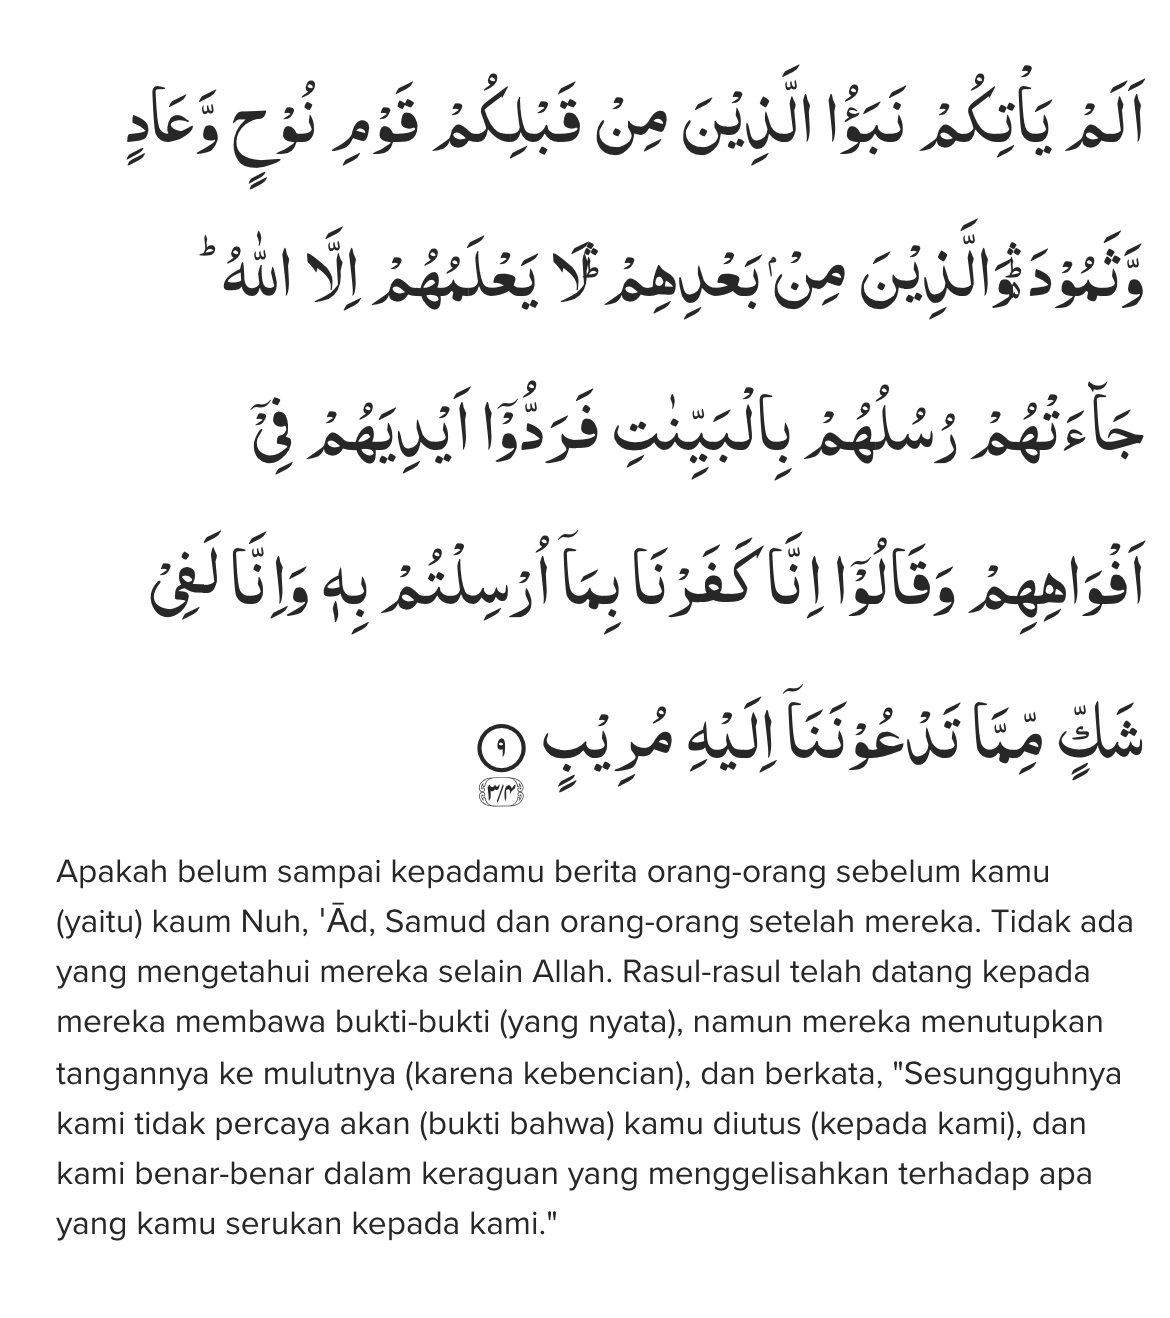 اَلَمْ يَأْتِكُمْ نَبَؤُا الَّذِيْنَ مِنْ قَبْلِكُمْ قَوْمِ نُوْحٍ وَّعَادٍ
وَّثَمُوْدَ ەۛ وَالَّذِيْنَ مِنْۢ بَعْدِهِمْ ۛ لَا يَعْلَمُهُمْ اِلَّا اللّٰهُ ۗ
جَاۤءَتْهُمْ رُسُلُهُمْ بِالْبَيِّنٰتِ فَرَدُّوْٓا اَيْدِيَهُمْ فِيْٓ
اَفْوَاهِهِمْ وَقَالُوْٓا اِنَّا كَفَرْنَا بِمَآ اُرْسِلْتُمْ بِهٖ وَاِنَّا لَفِيْ
شَكٍّ مِّمَّا تَدْعُوْنَنَآ اِلَيْهِ مُرِيْبٍ ٩
٣/٤
Apakah belum sampai kepadamu berita orang-orang sebelum kamu
(yaitu) kaum Nuh, 'Ād, Samud dan orang-orang setelah mereka. Tidak ada
yang mengetahui mereka selain Allah. Rasul-rasul telah datang kepada
mereka membawa bukti-bukti (yang nyata), namun mereka menutupkan
tangannya ke mulutnya (karena kebencian), dan berkata, "Sesungguhnya
kami tidak percaya akan (bukti bahwa) kamu diutus (kepada kami), dan
kami benar-benar dalam keraguan yang menggelisahkan terhadap apa
yang kamu serukan kepada kami."